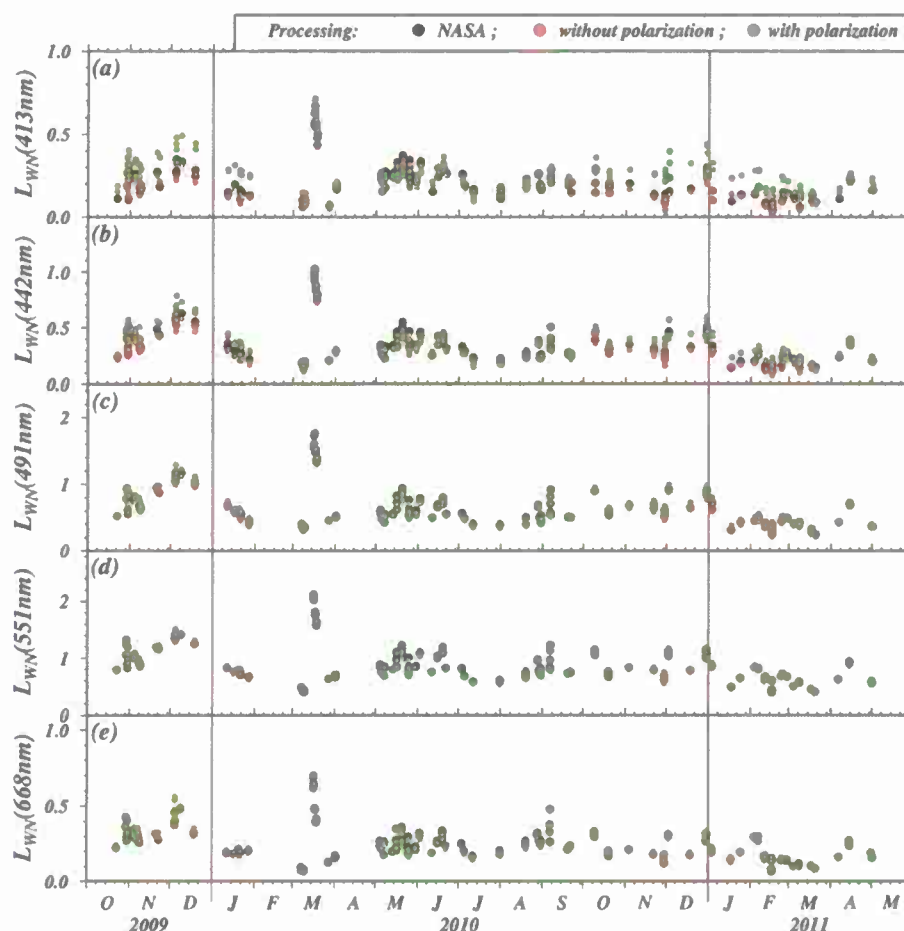 Processing: NASA ; without polarization ; with polarization
(a)
1.0
0.5
0.0
LWN(413nm)
(b)
1.0
0.5
0.0
LWN(442nm)
(c)
2
1
0
LWN(491nm)
(d)
2
1
0
LWN(551nm)
(e)
1.0
0.5
0.0
LWN(668nm)
O N D J F M A M J J A S O N D J F M A M
2009 2010 2011